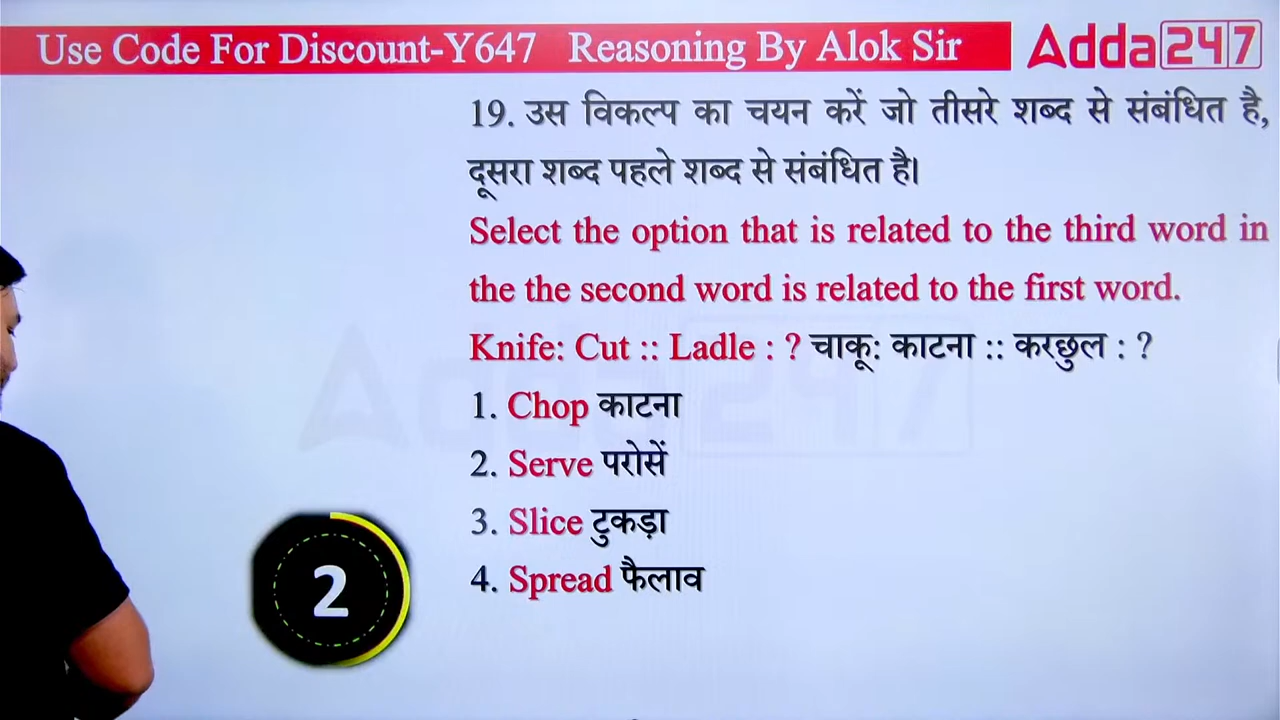 Use Code For Discount-Y647 Reasoning By Alok Sir Adda247
19. उस विकल्प का चयन करें जो तीसरे शब्द से संबंधित है,
दूसरा शब्द पहले शब्द से संबंधित है।
Select the option that is related to the third word in
the the second word is related to the first word.
Knife: Cut :: Ladle : ? चाकू: काटना :: करछुल : ?
1. Chop काटना
2. Serve परोसें
3. Slice टुकड़ा
4. Spread फैलाव
2
Adda247